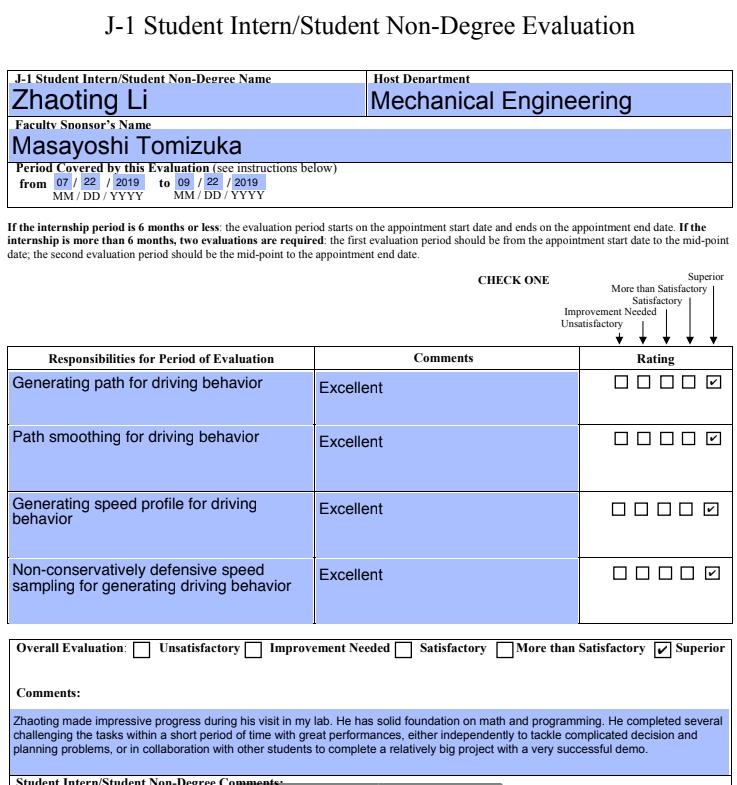 J-1 Student Intern/Student Non-Degree Evaluation
J-1 Student Intern/Student Non-Degree Name
Host Department
Zhaoting Li
Mechanical Engineering
Faculty Sponsor's Name
Masayoshi Tomizuka
Period Covered by this Evaluation (see instructions below)
from 07 / 22 / 2019 to 09 / 22 / 2019
MM / DD / YYYY MM / DD / YYYY
If the internship period is 6 months or less: the evaluation period starts on the appointment start date and ends on the appointment end date. If the
internship is more than 6 months, two evaluations are required: the first evaluation period should be from the appointment start date to the mid-point
date; the second evaluation period should be the mid-point to the appointment end date.
CHECK ONE
Superior
More than Satisfactory
Satisfactory
Improvement Needed
Unsatisfactory
Responsibilities for Period of Evaluation Comments Rating
Generating path for driving behavior Excellent
Path smoothing for driving behavior Excellent
Generating speed profile for driving
behavior
Excellent
Non-conservatively defensive speed
sampling for generating driving behavior
Excellent
Overall Evaluation: Unsatisfactory Improvement Needed Satisfactory More than Satisfactory Superior
Comments:
Zhaoting made impressive progress during his visit in my lab. He has solid foundation on math and programming. He completed several
challenging the tasks within a short period of time with great performances, either independently to tackle complicated decision and
planning problems, or in collaboration with other students to complete a relatively big project with a very successful demo.
Student Intern/Student Non-Degree Comments: